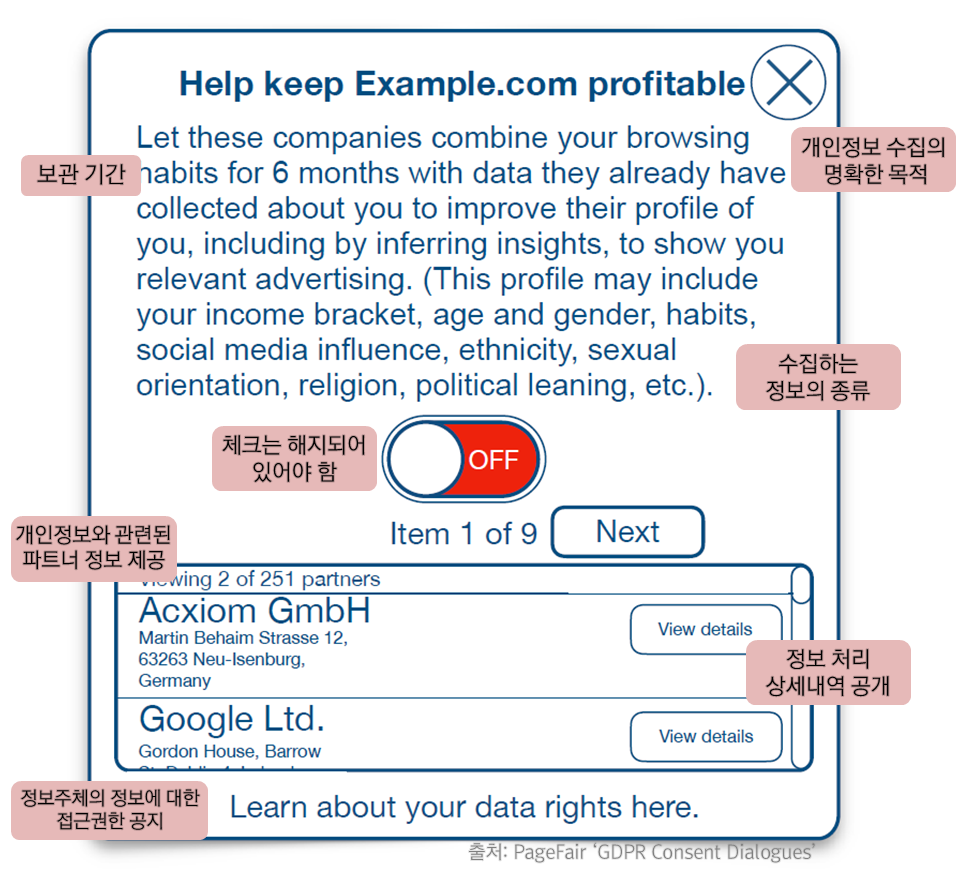 Help keep Example.com profitable
Let these companies combine your browsing
개인정보 수집의
명확한 목적
보관 기간
habits for 6 months with data they already have
collected about you to improve their profile of
you, including by inferring insights, to show you
relevant advertising. (This profile may include
your income bracket, age and gender, habits,
social media influence, ethnicity, sexual
orientation, religion, political leaning, etc.).
수집하는
정보의 종류
체크는 해지되어
있어야 함
OFF
Item 1 of 9
Next
개인정보와 관련된
파트너 정보 제공
Viewing 2 of 251 partners
Acxiom GmbH
Martin Behaim Strasse 12,
63263 Neu-Isenburg,
Germany
View details
정보 처리
상세내역 공개
Google Ltd.
Gordon House, Barrow
View details
정보주체의 정보에 대한
접근권한 공지
Learn about your data rights here.
출처: PageFair ‘GDPR Consent Dialogues’